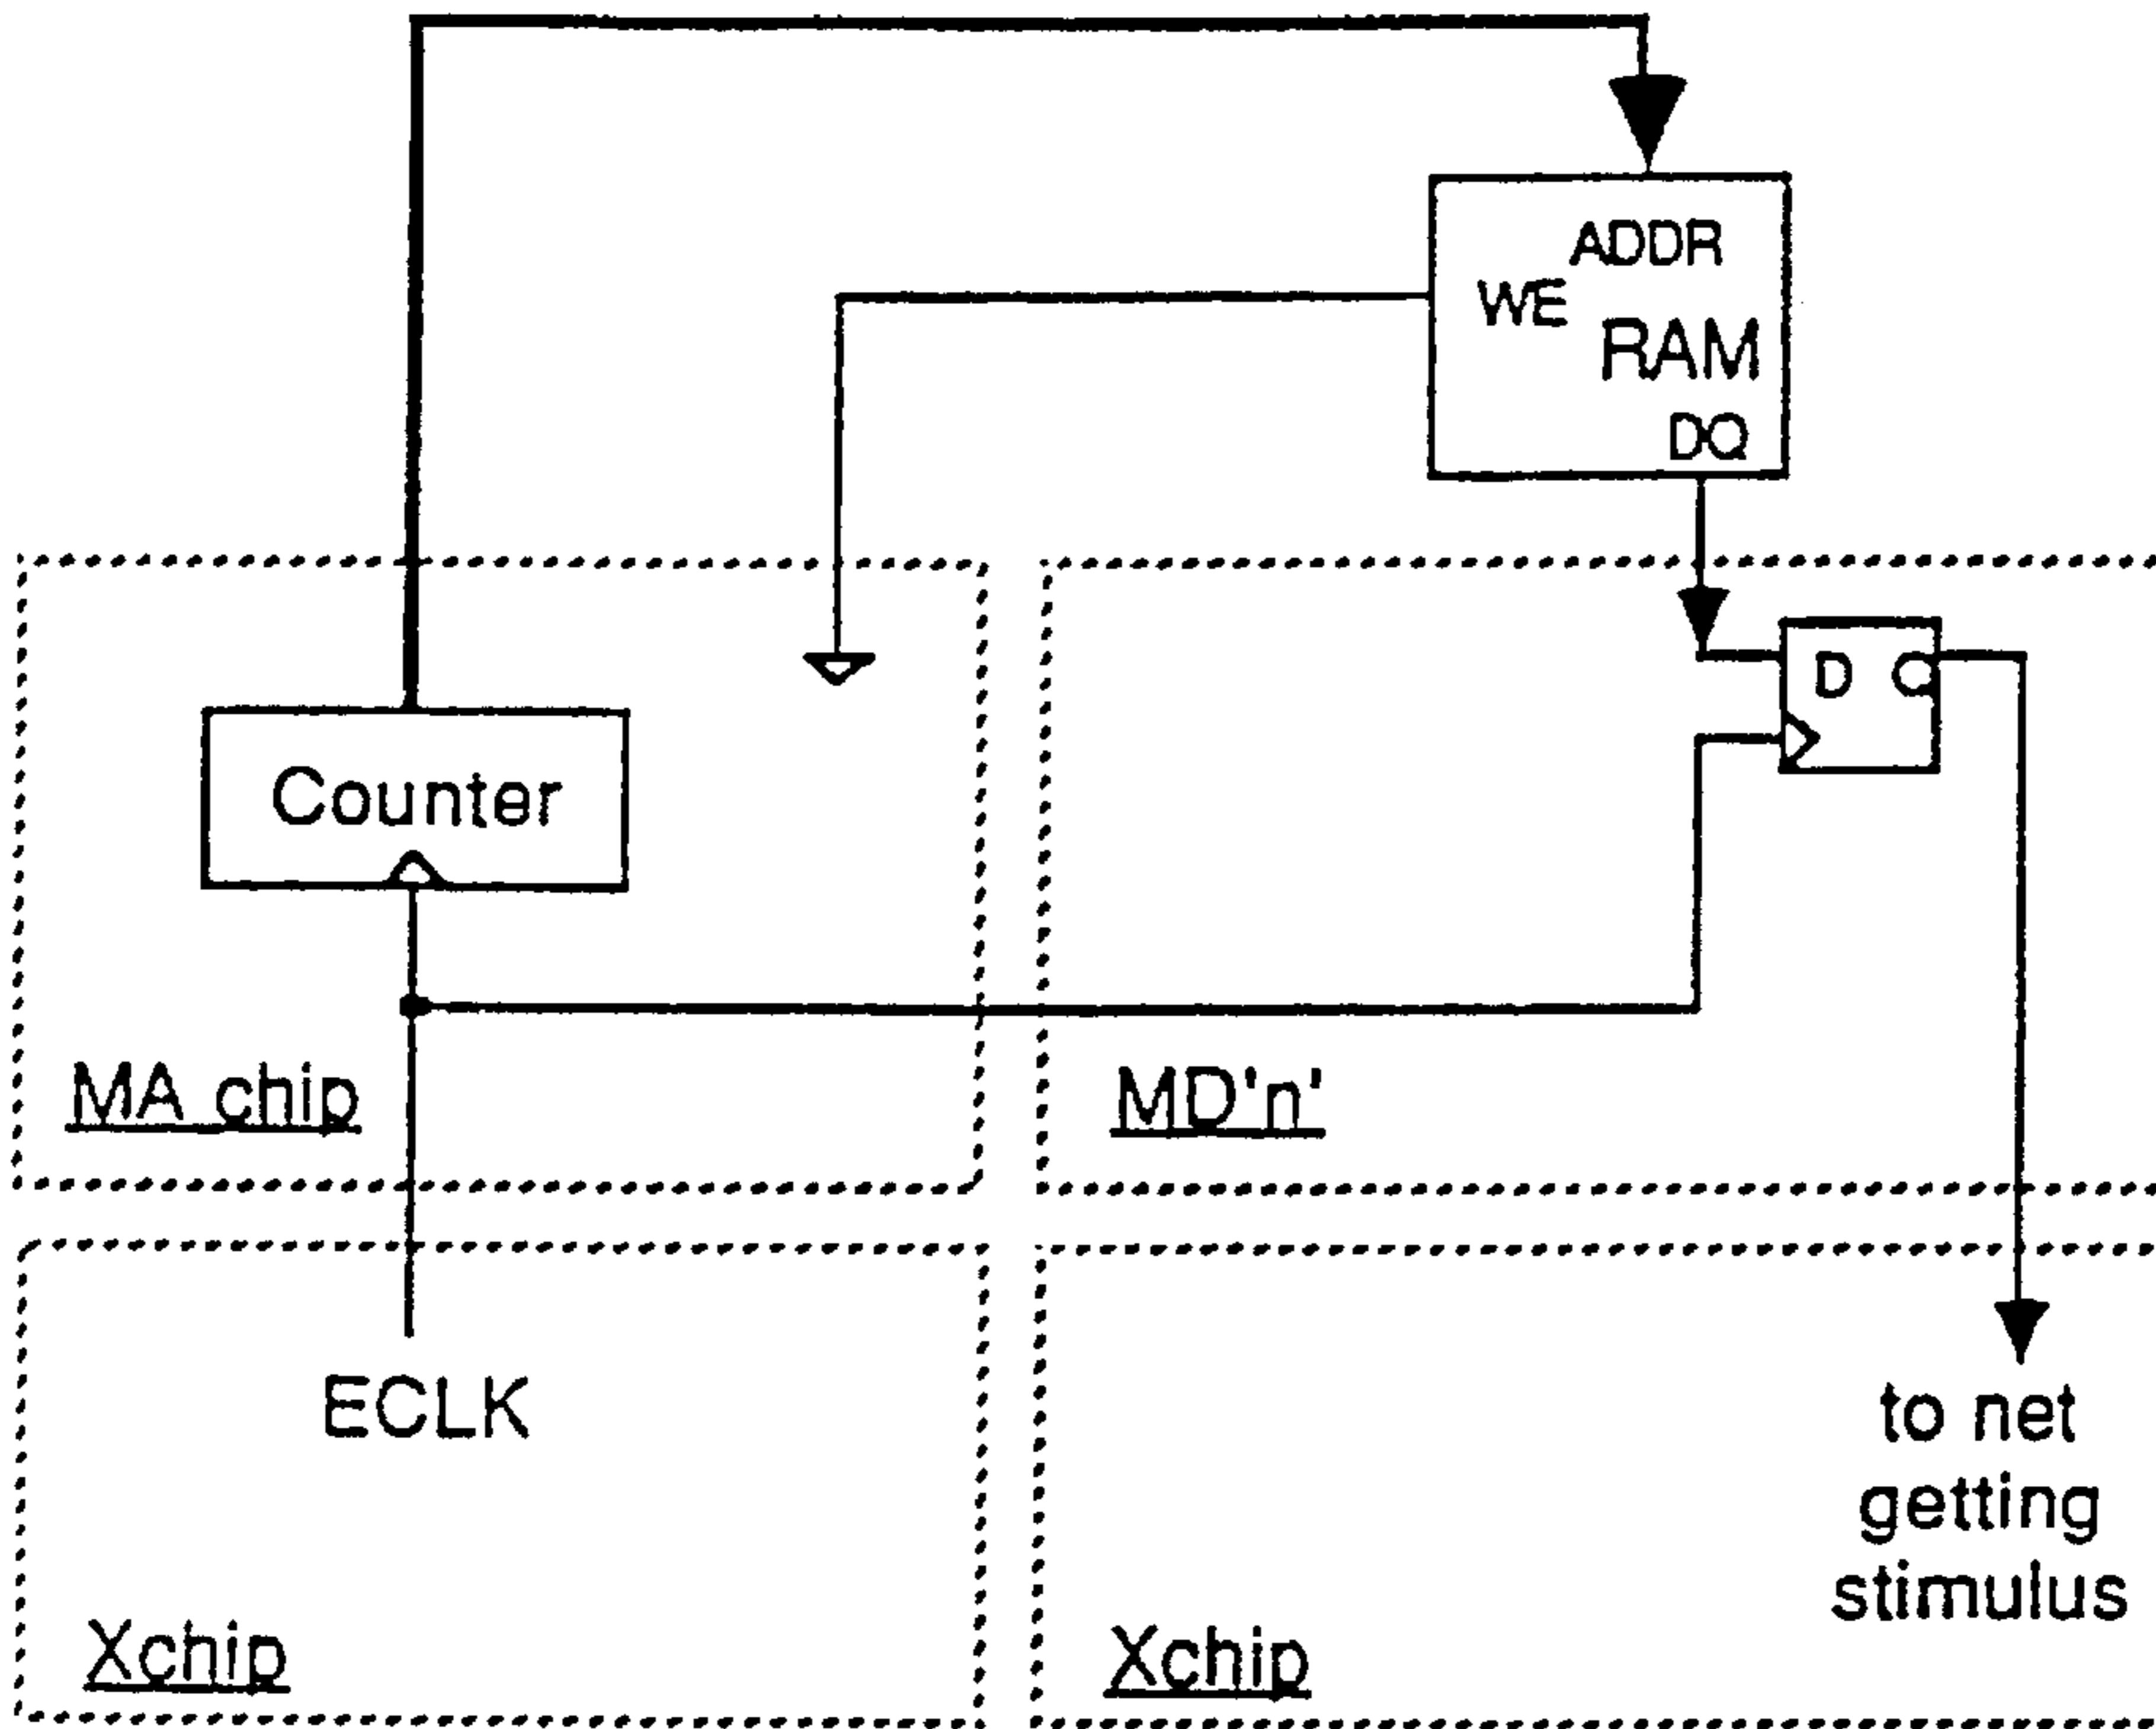 ADDR
WE
RAM
DQ
D Q
Counter
MA chip
MD'n'
ECLK
to net
getting
stimulus
Xchip
Xchip